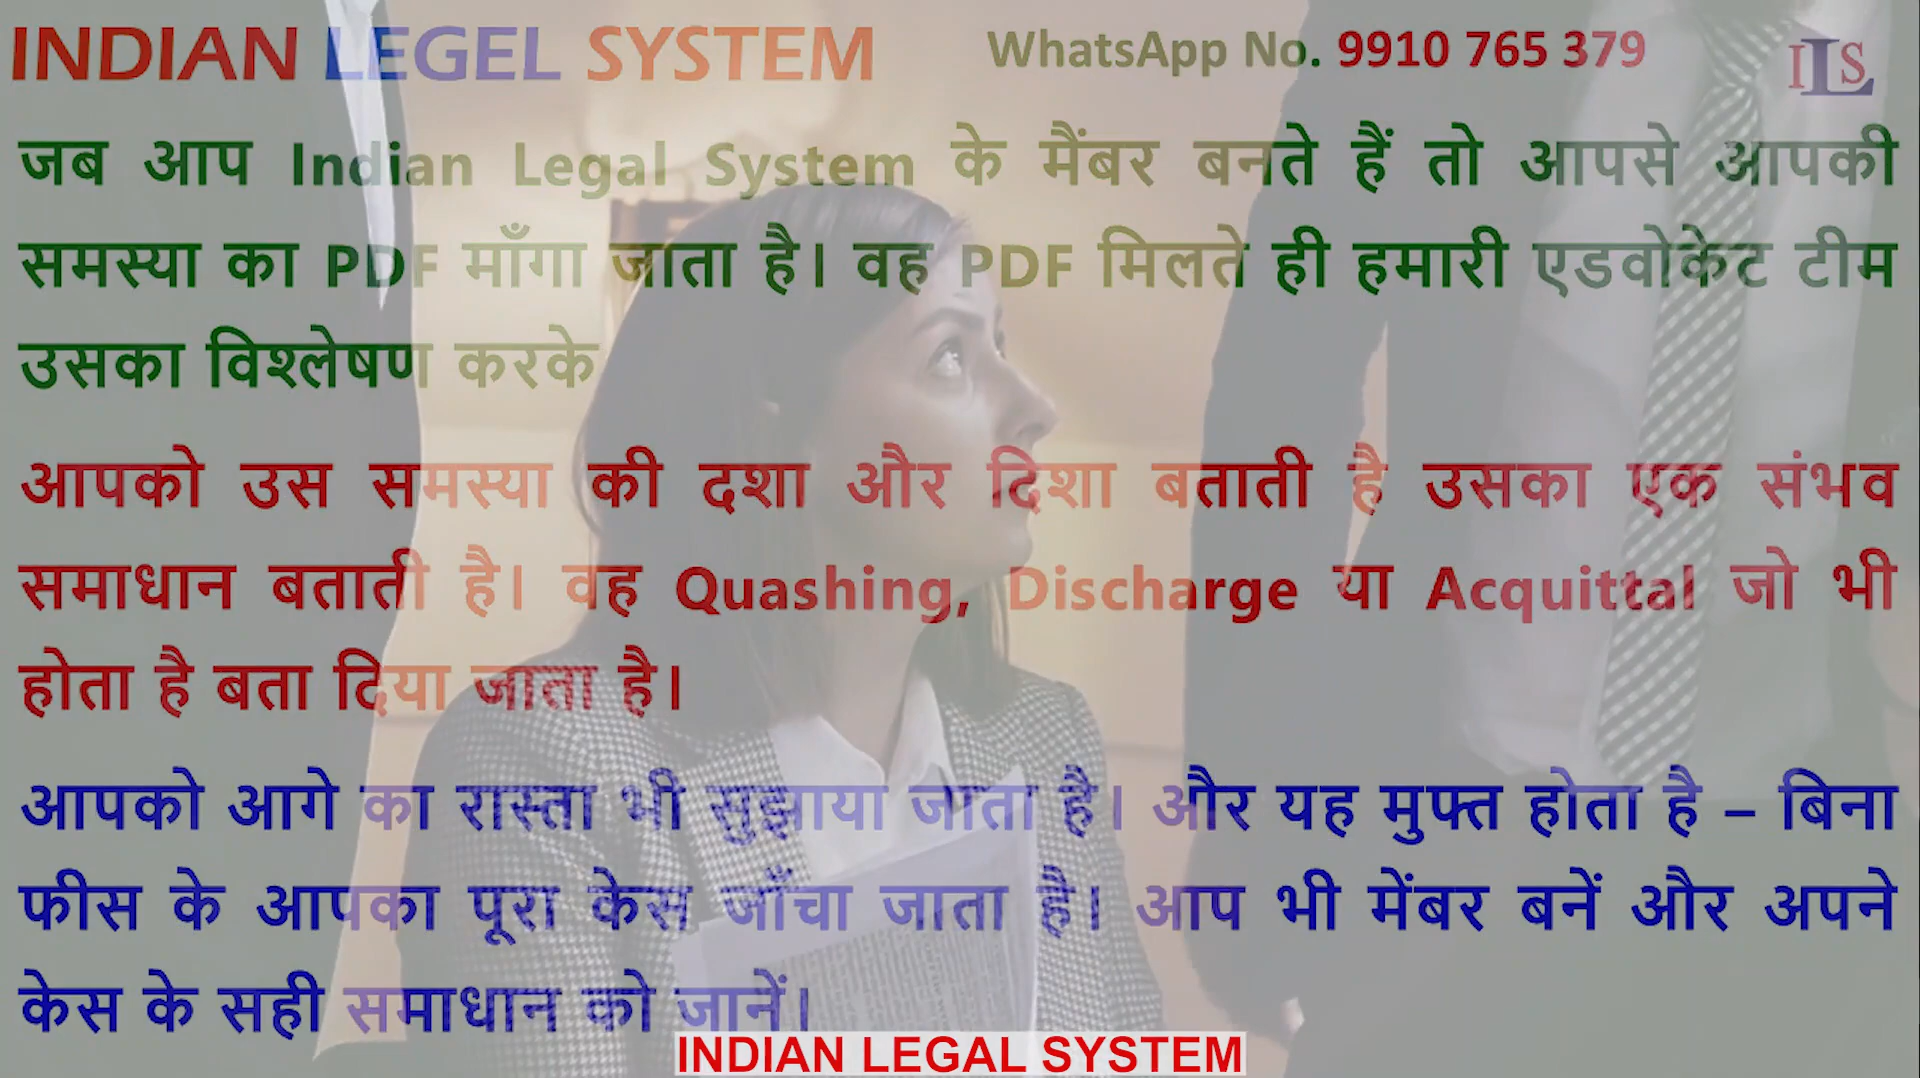 INDIAN LEGEL SYSTEM WhatsApp No. 9910 765 379 ILS
जब आप Indian Legal System के मैंबर बनते हैं तो आपसे आपकी
समस्या का PDF माँगा जाता है। वह PDF मिलते ही हमारी एडवोकेट टीम
उसका विश्लेषण करके
आपको उस समस्या की दशा और दिशा बताती है उसका एक संभव
समाधान बताती है। वह Quashing, Discharge या Acquittal जो भी
होता है बता दिया जाता है।
आपको आगे का रास्ता भी सुझाया जाता है। और यह मुफ्त होता है – बिना
फीस के आपका पूरा केस जाँचा जाता है। आप भी मेंबर बनें और अपने
केस के सही समाधान को जानें।
INDIAN LEGAL SYSTEM